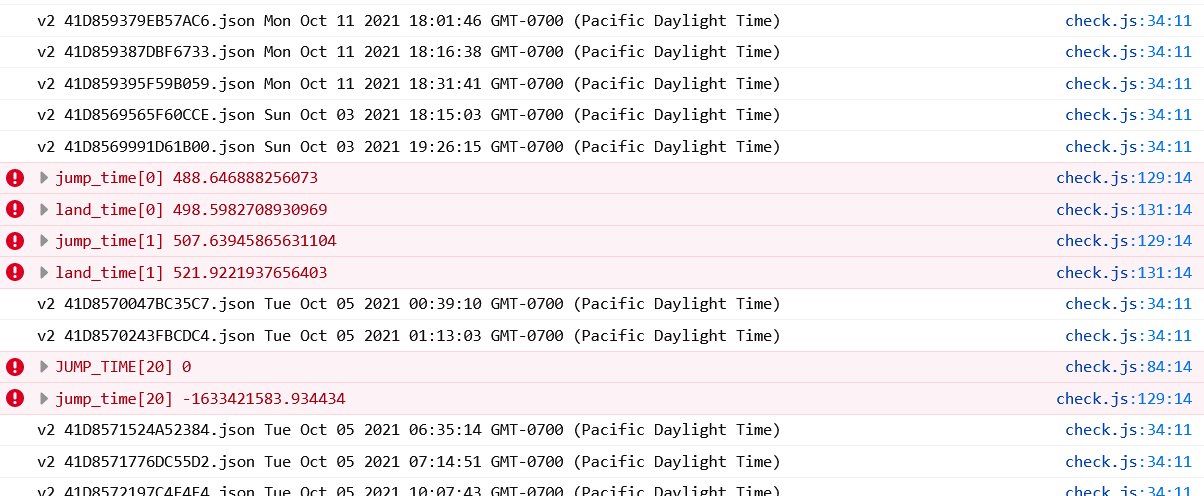 v2 41D859379EB57AC6.json Mon Oct 11 2021 18:01:46 GMT-0700 (Pacific Daylight Time) check.js:34:11
v2 41D859387DBF6733.json Mon Oct 11 2021 18:16:38 GMT-0700 (Pacific Daylight Time) check.js:34:11
v2 41D859395F59B059.json Mon Oct 11 2021 18:31:41 GMT-0700 (Pacific Daylight Time) check.js:34:11
v2 41D8569565F60CCE.json Sun Oct 03 2021 18:15:03 GMT-0700 (Pacific Daylight Time) check.js:34:11
v2 41D8569991D61B00.json Sun Oct 03 2021 19:26:15 GMT-0700 (Pacific Daylight Time) check.js:34:11
jump_time[0] 488.646888256073 check.js:129:14
land_time[0] 498.5982708930969 check.js:131:14
jump_time[1] 507.63945865631104 check.js:129:14
land_time[1] 521.9221937656403 check.js:131:14
v2 41D8570047BC35C7.json Tue Oct 05 2021 00:39:10 GMT-0700 (Pacific Daylight Time) check.js:34:11
v2 41D8570243FBCDC4.json Tue Oct 05 2021 01:13:03 GMT-0700 (Pacific Daylight Time) check.js:34:11
JUMP_TIME[20] 0 check.js:84:14
jump_time[20] -1633421583.934434 check.js:129:14
v2 41D8571524A52384.json Tue Oct 05 2021 06:35:14 GMT-0700 (Pacific Daylight Time) check.js:34:11
v2 41D8571776DC55D2.json Tue Oct 05 2021 07:14:51 GMT-0700 (Pacific Daylight Time) check.js:34:11
v2 Tue Oct 05 2021 10:07:43 GMT-0700 (Pacific Daylight Time) check.js:34:11